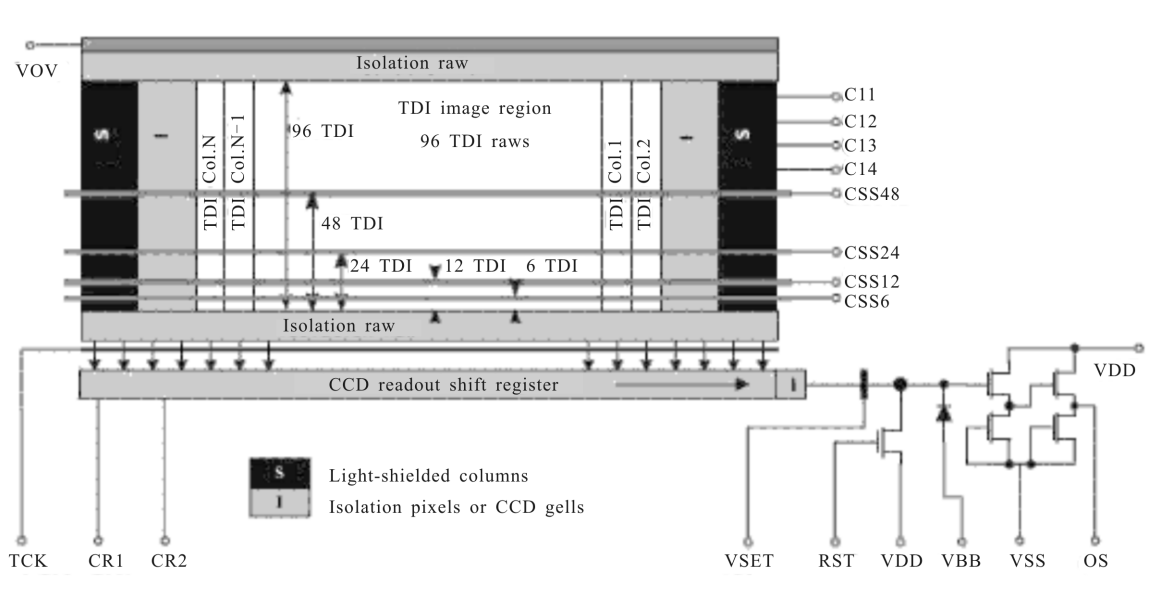 VOV
Isolation raw
C11
C12
C13
C14
CSS48
CSS24
CSS12
CSS6
S
I
TDI Col.N
TDI Col.N-1
96 TDI
TDI image region
96 TDI raws
TDI Col.1
TDI Col.2
I
S
48 TDI
24 TDI
12 TDI
6 TDI
Isolation raw
CCD readout shift register
I
VDD
S
Light-shielded columns
I
Isolation pixels or CCD gells
TCK
CR1
CR2
VSET
RST
VDD
VBB
VSS
OS